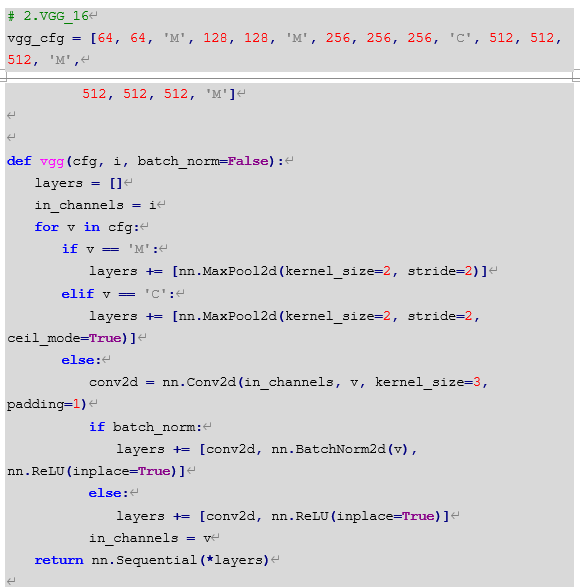 # 2.VGG_16↵
vgg_cfg = [64, 64, 'M', 128, 128, 'M', 256, 256, 256, 'C', 512, 512,
512, 'M',↵
512, 512, 512, 'M']↵
↵
↵
def vgg(cfg, i, batch_norm=False):↵
layers = []↵
in_channels = i↵
for v in cfg:↵
if v == 'M':↵
layers += [nn.MaxPool2d(kernel_size=2, stride=2)]↵
elif v == 'C':↵
layers += [nn.MaxPool2d(kernel_size=2, stride=2,
ceil_mode=True)]↵
else:↵
conv2d = nn.Conv2d(in_channels, v, kernel_size=3,
padding=1)↵
if batch_norm:↵
layers += [conv2d, nn.BatchNorm2d(v),
nn.ReLU(inplace=True)]↵
else:↵
layers += [conv2d, nn.ReLU(inplace=True)]↵
in_channels = v↵
return nn.Sequential(*layers)↵
↵